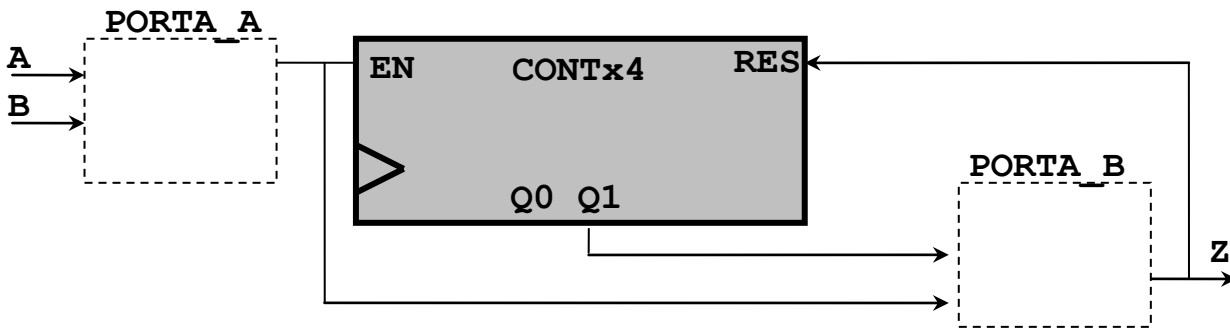 PORTA_A
A
B
EN
CONTx4
RES
Q0 Q1
PORTA_B
Z